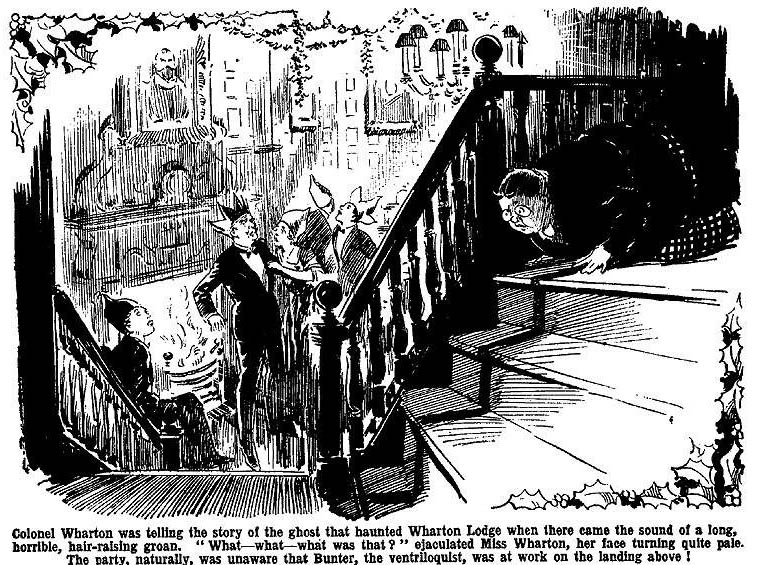 Colonel Wharton was telling the story of the ghost that haunted Wharton Lodge when there came the sound of a long,
horrible, hair-raising groan. " What—what—what was that ? " ejaculated Miss Wharton, her face turning quite pale.
The party, naturally, was unaware that Bunter, the ventriloquist, was at work on the landing above !